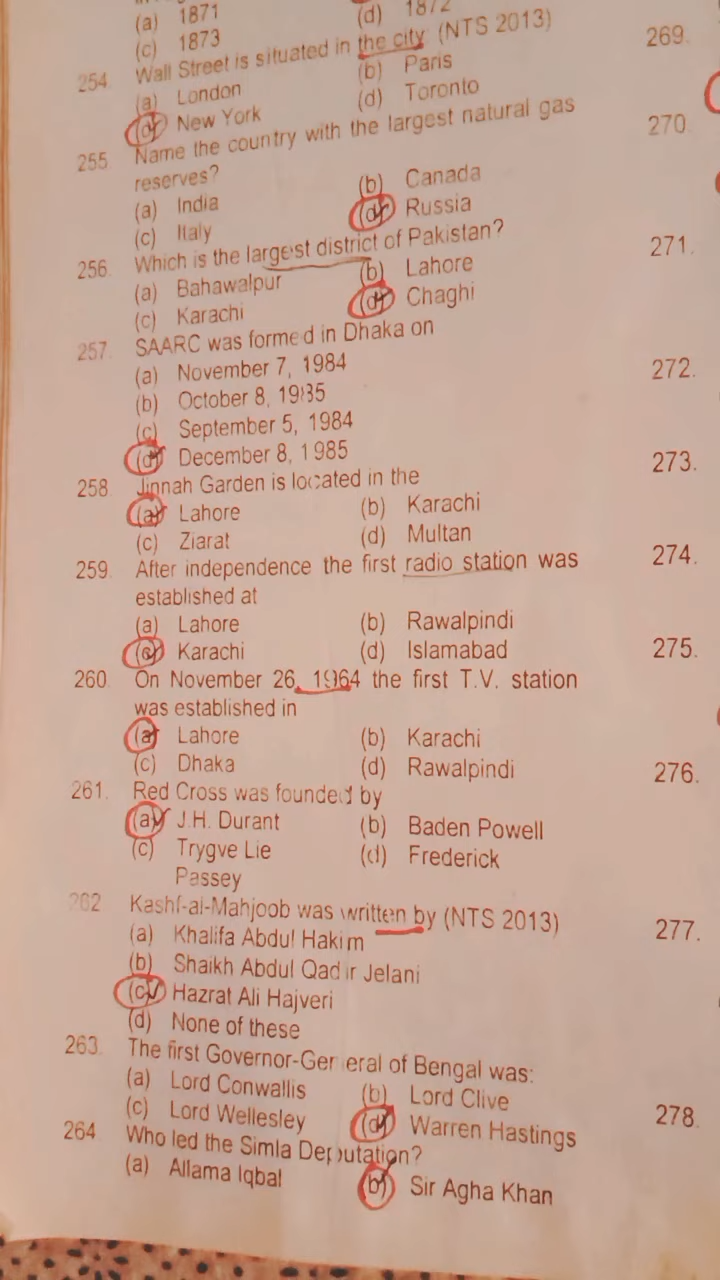 (a) 1871
(d) 1872
(c) 1873
254. Wall Street is situated in the city (NTS 2013)
(a) London
(b) Paris
(d) Toronto
New York
255. Name the country with the largest natural gas
reserves?
(a) India
(b) Canada
(c) Italy
(d) Russia
256. Which is the largest district of Pakistan?
(a) Bahawalpur
(b) Lahore
(c) Karachi
(d) Chaghi
257. SAARC was formed in Dhaka on
(a) November 7, 1984
(b) October 8, 1985
(c) September 5, 1984
(d) December 8, 1985
258. Jinnah Garden is located in the
(a) Lahore
(b) Karachi
(c) Ziarat
(d) Multan
259. After independence the first radio station was
established at
(a) Lahore
(b) Rawalpindi
(c) Karachi
(d) Islamabad
260. On November 26, 1964 the first T.V. station
was established in
(a) Lahore
(b) Karachi
(c) Dhaka
(d) Rawalpindi
261. Red Cross was founded by
(a) J.H. Durant
(b) Baden Powell
(c) Trygve Lie
(d) Frederick
Passey
262 Kashf-al-Mahjoob was written by (NTS 2013)
(a) Khalifa Abdul Hakim
(b) Shaikh Abdul Qadir Jelani
(c) Hazrat Ali Hajveri
(d) None of these
263. The first Governor-General of Bengal was:
(a) Lord Conwallis
(b) Lord Clive
(c) Lord Wellesley
(d) Warren Hastings
264. Who led the Simla Deputation?
(a) Allama Iqbal
(b) Sir Agha Khan
269.
270.
271.
272.
273.
274.
275.
276.
277.
278.